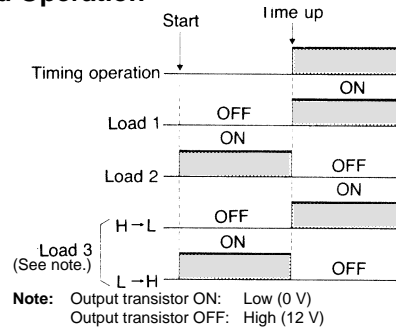 Operation
Start
Time up
Timing operation
ON
Load 1
OFF
ON
Load 2
OFF
ON
H→L
OFF
ON
Load 3
(See note.)
L→H
OFF
Note: Output transistor ON: Low (0 V)
Output transistor OFF: High (12 V)